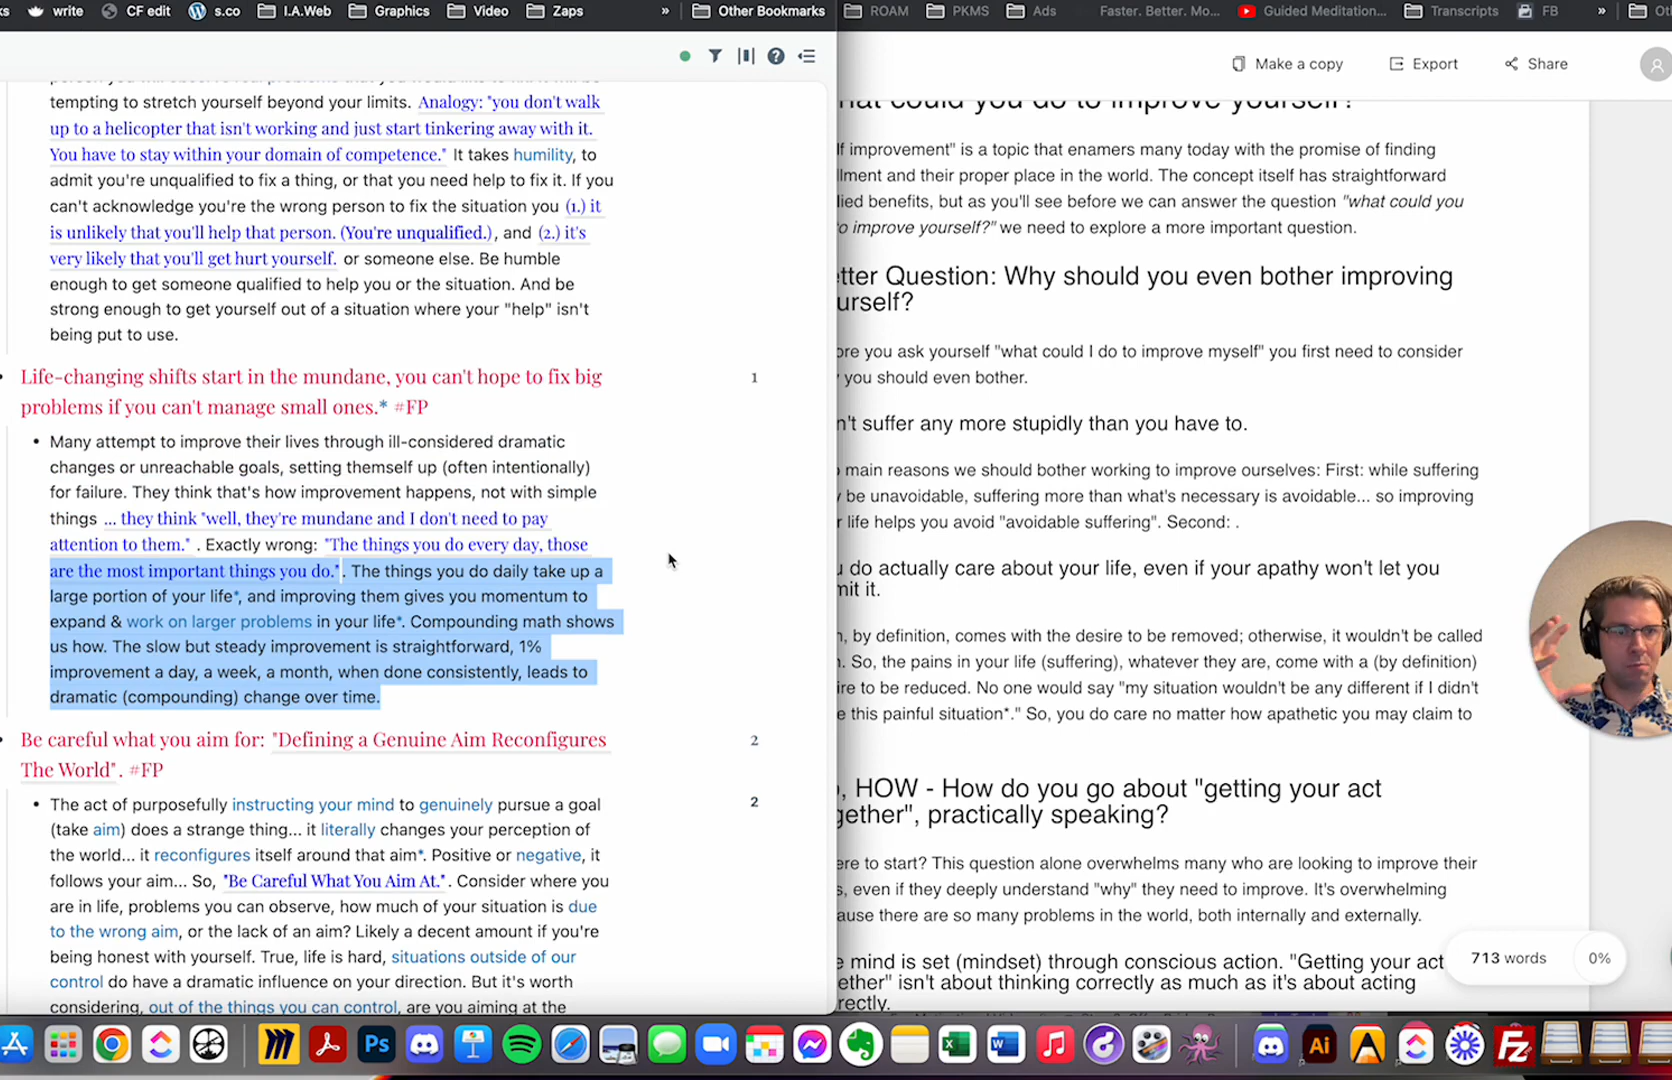 write
CF edit
s.co
I.A.Web
Graphics
Video
Zaps
»
Other Bookmarks
ROAM
PKMS
Ads
Faster. Better. Mo...
Guided Meditation...
Transcripts
FB
»
tempting to stretch yourself beyond your limits. Analogy: "you don't walk
up to a helicopter that isn't working and just start tinkering away with it.
You have to stay within your domain of competence." It takes humility, to
admit you're unqualified to fix a thing, or that you need help to fix it. If you
can't acknowledge you're the wrong person to fix the situation you (1.) it
is unlikely that you'll help that person. (You're unqualified.), and (2.) it's
very likely that you'll get hurt yourself. or someone else. Be humble
enough to get someone qualified to help you or the situation. And be
strong enough to get yourself out of a situation where your "help" isn't
being put to use.
Life-changing shifts start in the mundane, you can't hope to fix big 1
problems if you can't manage small ones.* #FP
Many attempt to improve their lives through ill-considered dramatic
changes or unreachable goals, setting themself up (often intentionally)
for failure. They think that's how improvement happens, not with simple
things ... they think "well, they're mundane and I don't need to pay
attention to them." . Exactly wrong: "The things you do every day, those
are the most important things you do." . The things you do daily take up a
large portion of your life*, and improving them gives you momentum to
expand & work on larger problems in your life*. Compounding math shows
us how. The slow but steady improvement is straightforward, 1%
improvement a day, a week, a month, when done consistently, leads to
dramatic (compounding) change over time.
Be careful what you aim for: "Defining a Genuine Aim Reconfigures 2
The World". #FP
The act of purposefully instructing your mind to genuinely pursue a goal 2
(take aim) does a strange thing... it literally changes your perception of
the world... it reconfigures itself around that aim*. Positive or negative, it
follows your aim... So, "Be Careful What You Aim At." . Consider where you
are in life, problems you can observe, how much of your situation is due
to the wrong aim, or the lack of an aim? Likely a decent amount if you're
being honest with yourself. True, life is hard, situations outside of our
control do have a dramatic influence on your direction. But it's worth
considering, out of the things you can control, are you aiming at the
Make a copy
Export
Share
could you do to improve yourself?
improvement" is a topic that enamers many today with the promise of finding
and their proper place in the world. The concept itself has straightforward
benefits, but as you'll see before we can answer the question "what could you
to improve yourself?" we need to explore a more important question.
Question: Why should you even bother improving
you ask yourself "what could I do to improve myself" you first need to consider
you should even bother.
suffer any more stupidly than you have to.
main reasons we should bother working to improve ourselves: First: while suffering
be unavoidable, suffering more than what's necessary is avoidable... so improving
life helps you avoid "avoidable suffering". Second: .
do actually care about your life, even if your apathy won't let you
it.
by definition, comes with the desire to be removed; otherwise, it wouldn't be called
So, the pains in your life (suffering), whatever they are, come with a (by definition)
to be reduced. No one would say "my situation wouldn't be any different if I didn't
this painful situation*." So, you do care no matter how apathetic you may claim to
HOW - How do you go about "getting your act
practically speaking?
to start? This question alone overwhelms many who are looking to improve their
even if they deeply understand "why" they need to improve. It's overwhelming
there are so many problems in the world, both internally and externally.
mind is set (mindset) through conscious action. "Getting your act
isn't about thinking correctly as much as it's about acting
713 words 0%
Ps
Ai
Fz